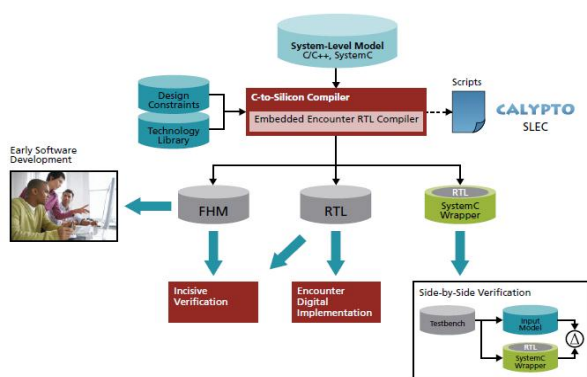 System-Level Model
C/C++, SystemC
Design
Constraints
Technology
Library
C-to-Silicon Compiler
Embedded Encounter RTL Compiler
Scripts
CALYPTO
SLEC
Early Software
Development
FHM
RTL
RTL
SystemC
Wrapper
Incisive
Verification
Encounter
Digital
Implementation
Side-by-Side Verification
Testbench
Input
Model
RTL
SystemC
Wrapper
Δ